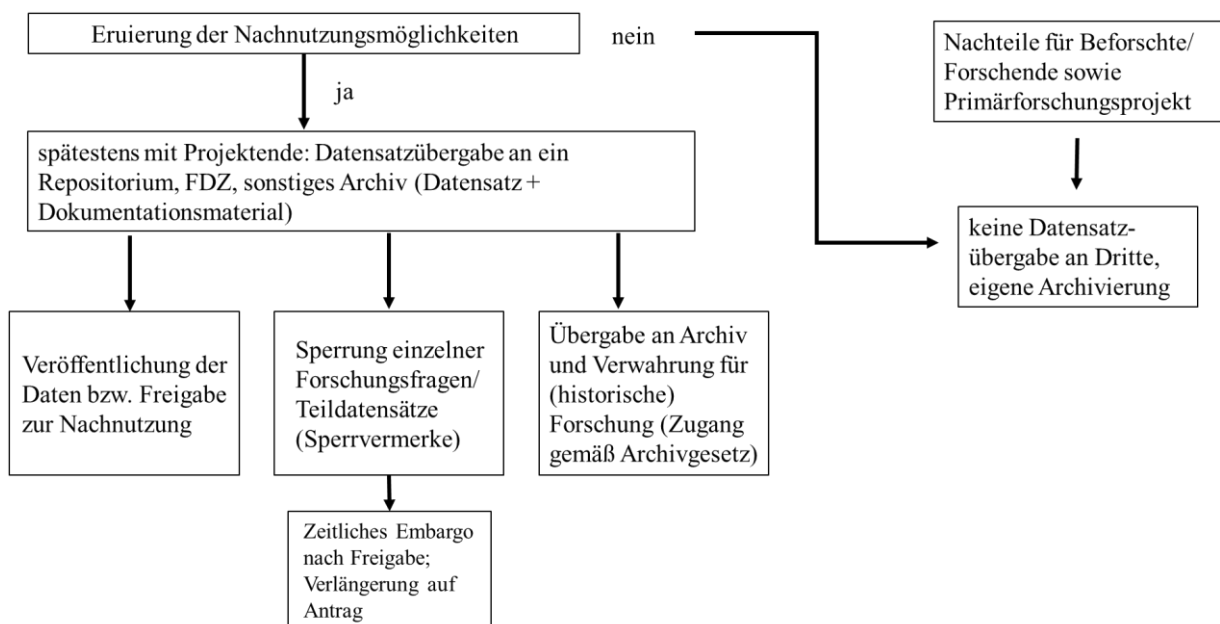 Eruierung der Nachnutzungsmöglichkeiten
nein
ja
Nachteile für Beforschte/
Forschende sowie
Primärforschungsprojekt
spätestens mit Projektende: Datensatzübergabe an ein
Repositorium, FDZ, sonstiges Archiv (Datensatz +
Dokumentationsmaterial)
keine Datensatz-
übergabe an Dritte,
eigene Archivierung
Veröffentlichung der
Daten bzw. Freigabe
zur Nachnutzung
Sperrung einzelner
Forschungsfragen/
Teildatensätze
(Sperrvermerke)
Übergabe an Archiv
und Verwahrung für
(historische)
Forschung (Zugang
gemäß Archivgesetz)
Zeitliches Embargo
nach Freigabe;
Verlängerung auf
Antrag